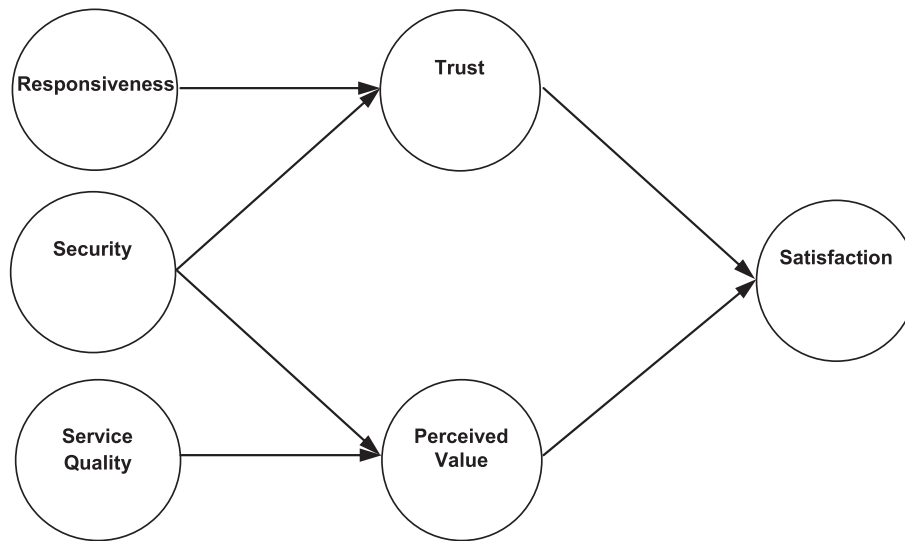 Responsiveness
Trust
Security
Satisfaction
Service
Quality
Perceived
Value